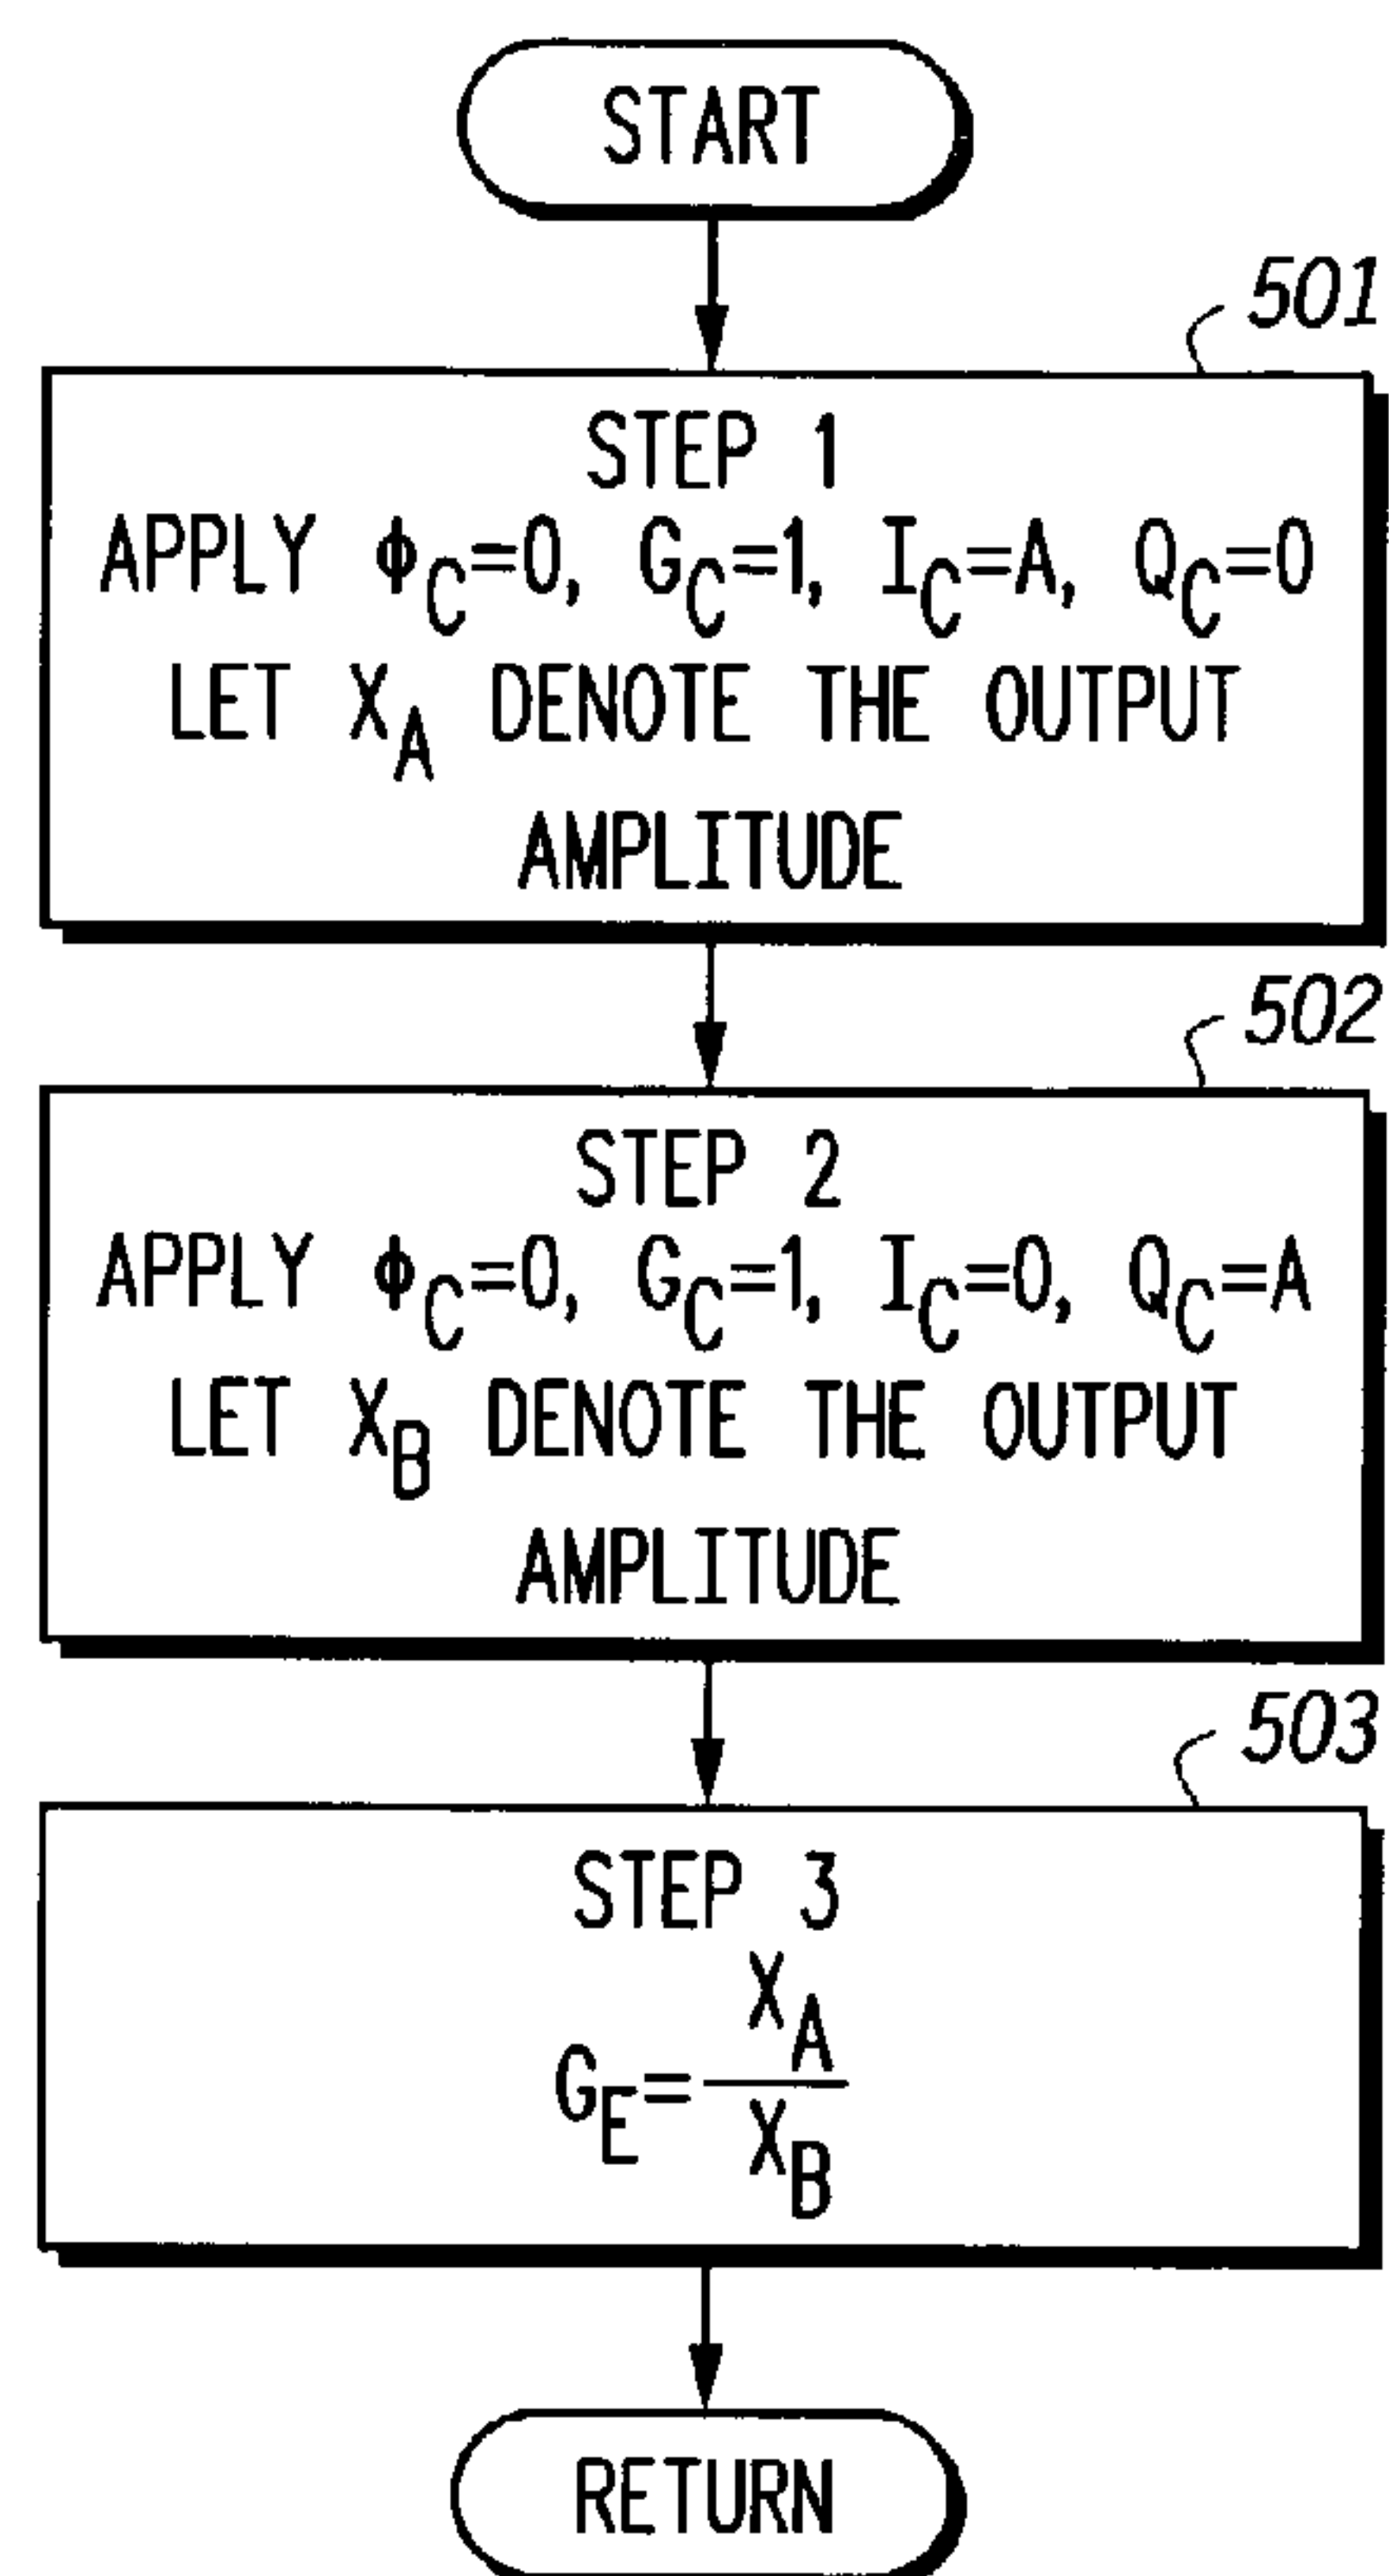 START
501
STEP 1
APPLY ϕC=0, GC=1, IC=A, QC=0
LET XA DENOTE THE OUTPUT
AMPLITUDE
502
STEP 2
APPLY ϕC=0, GC=1, IC=0, QC=A
LET XB DENOTE THE OUTPUT
AMPLITUDE
503
STEP 3
GE=XA/XB
RETURN